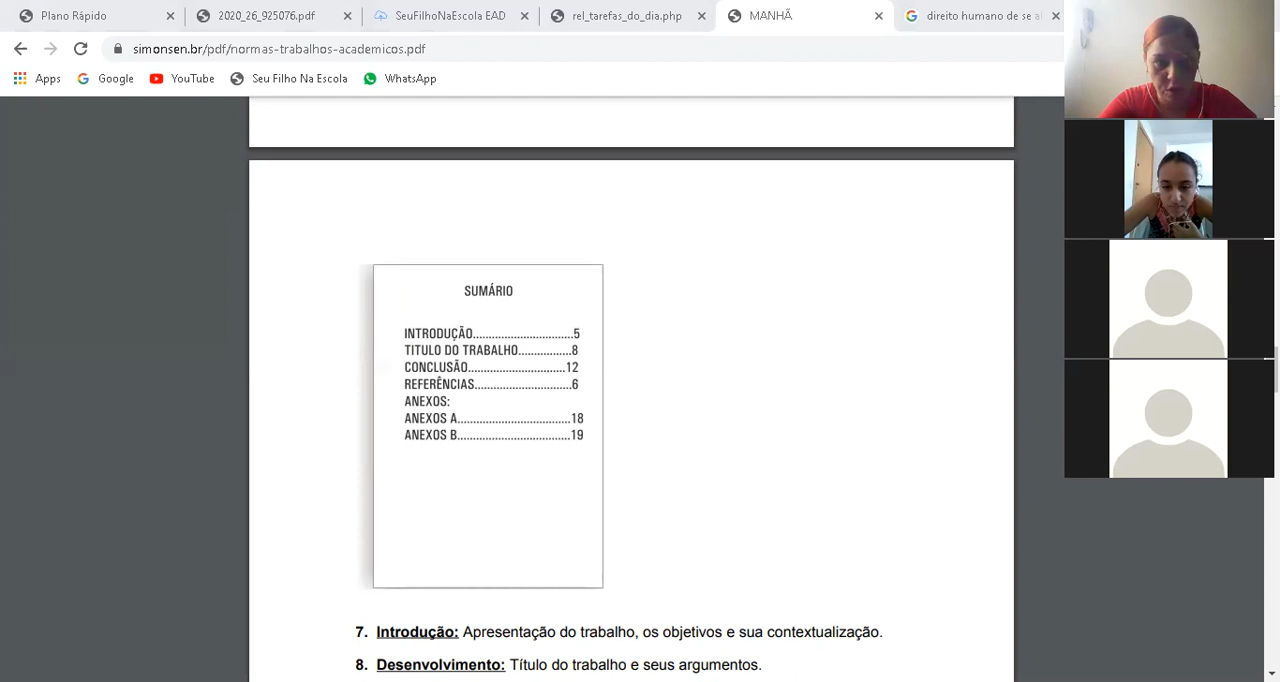 Plano Rápido
2020_26_925076.pdf
SeuFilhoNaEscola EAD
rel_tarefas_do_dia.php
MANHÃ
direito humano de se al
simonsen.br/pdf/normas-trabalhos-academicos.pdf
Apps
Google
YouTube
Seu Filho Na Escola
WhatsApp
SUMÁRIO
INTRODUÇÃO................................5
TITULO DO TRABALHO.................8
CONCLUSÃO...............................12
REFERÊNCIAS...............................6
ANEXOS:
ANEXOS A....................................18
ANEXOS B....................................19
7. Introdução: Apresentação do trabalho, os objetivos e sua contextualização.
8. Desenvolvimento: Título do trabalho e seus argumentos.